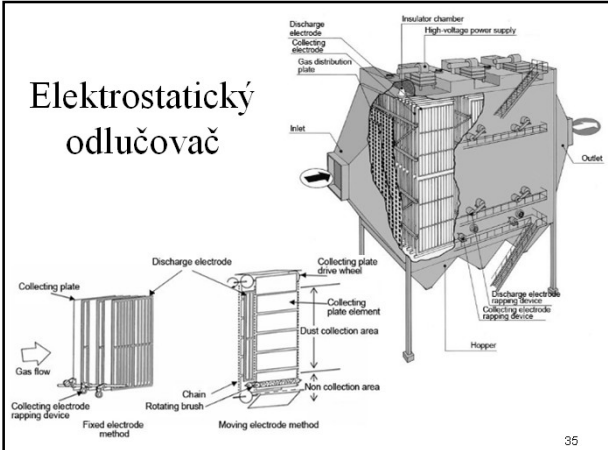 Elektrostatický
odlučovač
Discharge
electrode
Collecting
electrode
Gas distribution
plate
Insulator chamber
High-voltage power supply
Inlet
Outlet
Discharge electrode
rapping device
Collecting electrode
rapping device
Hopper
Collecting plate
Discharge electrode
Gas flow
Collecting electrode
rapping device
Fixed electrode
method
Collecting plate
drive wheel
Collecting
plate element
Dust collection area
Non collection area
Chain
Rotating brush
Moving electrode method
35